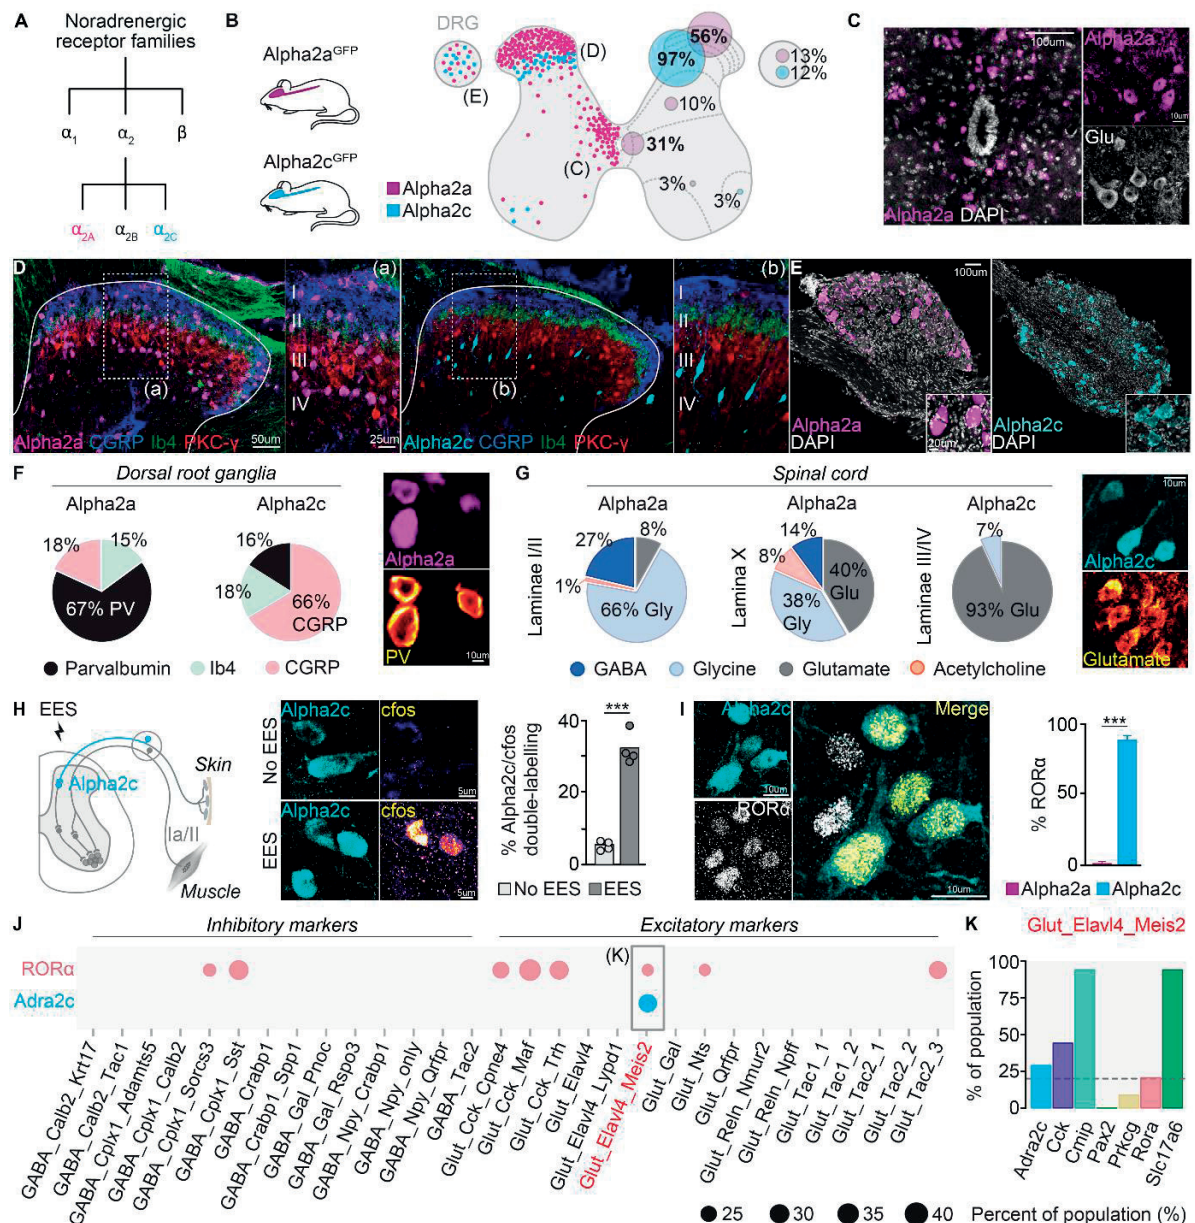 A
Noradrenergic
receptor families
α1
α2
β
α2A
α2B
α2C
B
Alpha2aGFP
Alpha2cGFP
Alpha2a
Alpha2c
DRG
(D)
(E)
(C)
56%
97%
13%
12%
10%
31%
3%
3%
C
100um
Alpha2a
10um
Glu
Alpha2a DAPI
D
(a)
(a)
I
II
III
IV
Alpha2a CGRP Ib4 PKC-γ
50um
25um
(b)
(b)
I
II
III
IV
Alpha2c CGRP Ib4 PKC-γ
E
100um
Alpha2a
DAPI
20um
Alpha2c
DAPI
F
Dorsal root ganglia
Alpha2a
Alpha2c
18%
15%
67% PV
16%
18%
66%
CGRP
Parvalbumin
Ib4
CGRP
Alpha2a
PV
10um
G
Spinal cord
Alpha2a
Alpha2a
Alpha2c
Laminae I/II
27%
8%
1%
66% Gly
Lamina X
14%
8%
40%
Glu
38%
Gly
Laminae III/IV
7%
93% Glu
GABA
Glycine
Glutamate
Acetylcholine
10um
Alpha2c
Glutamate
H
EES
Alpha2c
Skin
Ia/II
Muscle
No EES
EES
Alpha2c
cfos
5um
Alpha2c
cfos
5um
% Alpha2c/cfos
double-labelling
40
20
0
***
No EES
EES
I
Alpha2c
10um
RORα
Merge
10um
% RORα
100
50
0
***
Alpha2a
Alpha2c
J
Inhibitory markers
Excitatory markers
RORα
Adra2c
(K)
GABA_Calb2_Krt17
GABA_Calb2_Tac1
GABA_Cplx1_Adamts5
GABA_Cplx1_Calb2
GABA_Cplx1_Sorcs3
GABA_Cplx1_Sst
GABA_Crabp1
GABA_Crabp1_Spp1
GABA_Gal_Pnoc
GABA_Gal_Rspo3
GABA_Npy_Crabp1
GABA_Npy_only
GABA_Npy_Qrfpr
GABA_Tac2
Glut_Cck_Cpne4
Glut_Cck_Maf
Glut_Cck_Trh
Glut_Elavl4
Glut_Elavl4_Lypd1
Glut_Elavl4_Meis2
Glut_Gal
Glut_Nts
Glut_Qrfpr
Glut_Reln_Nmur2
Glut_Reln_Npff
Glut_Tac1_1
Glut_Tac1_2
Glut_Tac2_1
Glut_Tac2_2
Glut_Tac2_3
25
30
35
40
Percent of population (%)
K
Glut_Elavl4_Meis2
% of population
100
75
50
25
0
Adra2c
Cck
Cmip
Pax2
Prkcg
Rora
Slc17a6